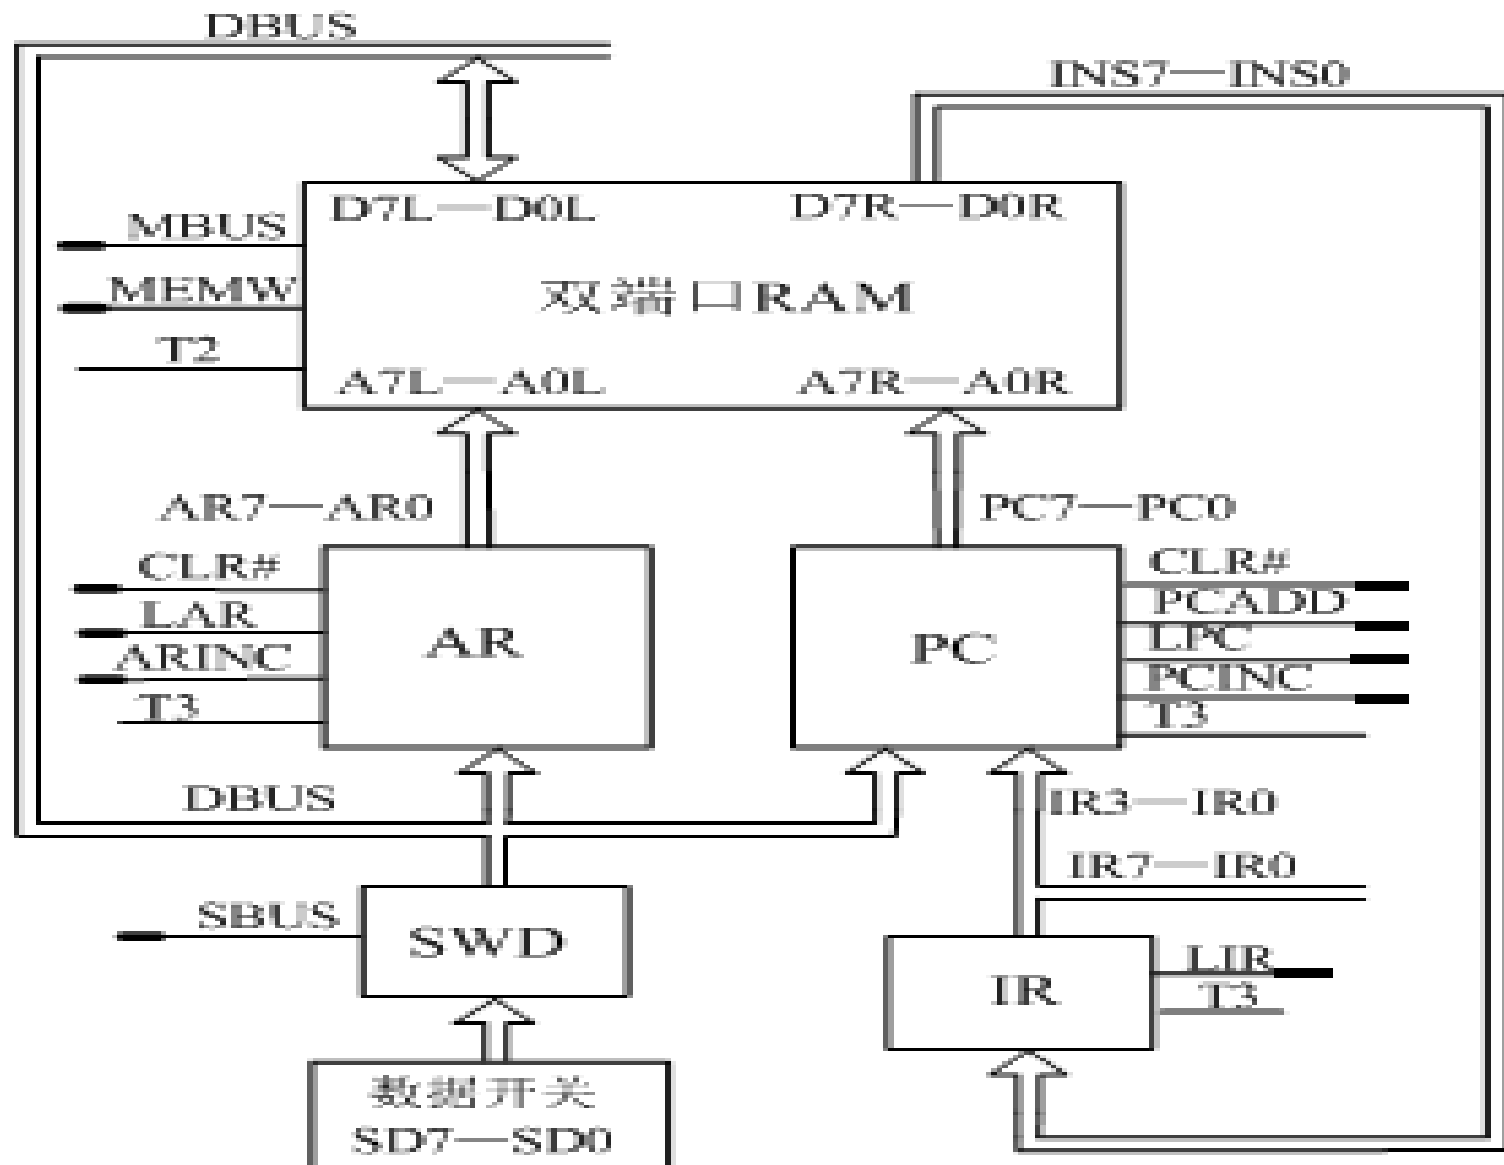 DBUS
INS7—INS0
D7L—D0L
D7R—D0R
MBUS
MEMW
双端口RAM
T2
A7L—A0L
A7R—A0R
AR7—AR0
PC7—PC0
CLR#
LAR
ARINC
T3
AR
PC
CLR#
PCADD
LPC
PCINC
T3
DBUS
IR3—IR0
IR7—IR0
SBUS
SWD
IR
LIR
T3
数据开关
SD7—SD0